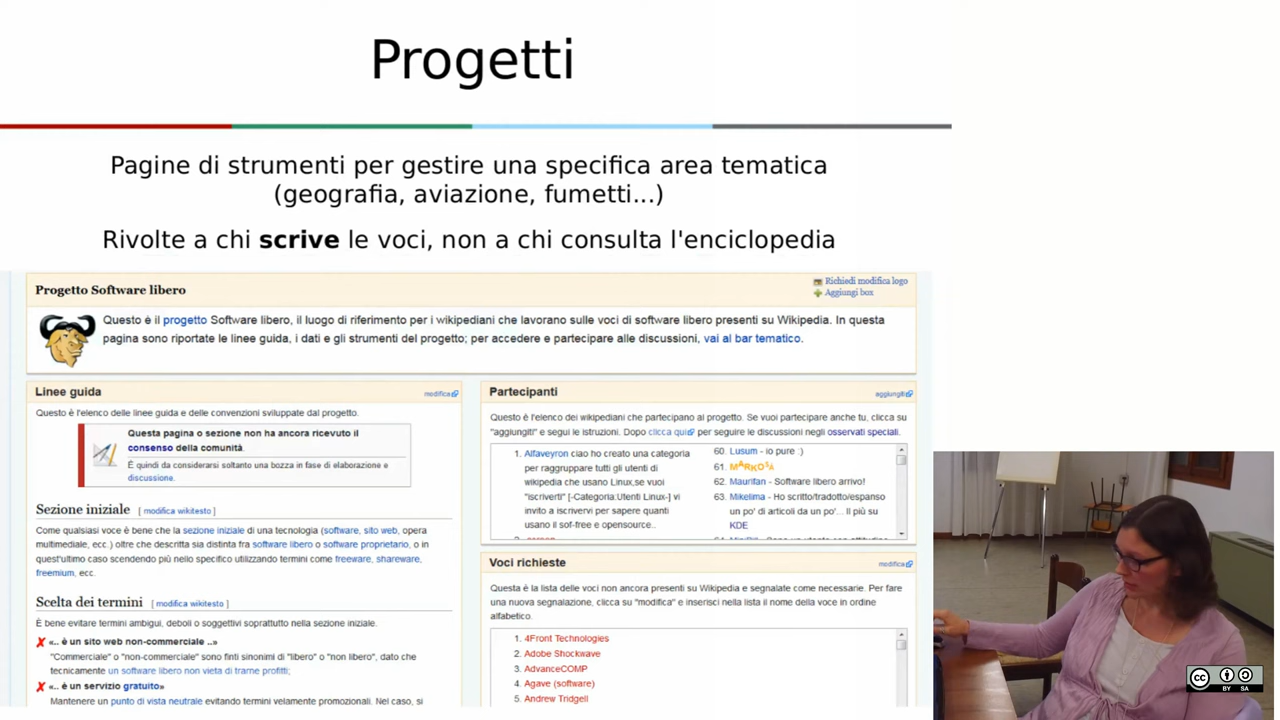 Progetti
Pagine di strumenti per gestire una specifica area tematica
(geografia, aviazione, fumetti...)
Rivolte a chi scrive le voci, non a chi consulta l'enciclopedia
Progetto Software libero
Richiedi modifica logo
Aggiungi box
Questo è il progetto Software libero, il luogo di riferimento per i wikipediani che lavorano sulle voci di software libero presenti su Wikipedia. In questa
pagina sono riportate le linee guida, i dati e gli strumenti del progetto; per accedere e partecipare alle discussioni, vai al bar tematico.
Linee guida
modifica
Questo è l'elenco delle linee guida e delle convenzioni sviluppate dal progetto.
Questa pagina o sezione non ha ancora ricevuto il
consenso della comunità.
È quindi da considerarsi soltanto una bozza in fase di elaborazione e
discussione.
Sezione iniziale [ modifica wikitesto ]
Come qualsiasi voce è bene che la sezione iniziale di una tecnologia (software, sito web, opera
multimediale, ecc.) oltre che descritta sia distinta fra software libero o software proprietario, o in
quest'ultimo caso scendendo più nello specifico utilizzando termini come freeware, shareware,
freemium, ecc.
Scelta dei termini [ modifica wikitesto ]
È bene evitare termini ambigui, deboli o soggettivi soprattutto nella sezione iniziale.
✗ «.. è un sito web non-commerciale ..»
"Commerciale" o "non-commerciale" sono finti sinonimi di "libero" o "non libero", dato che
tecnicamente un software libero non vieta di trarne profitti;
✗ «.. è un servizio gratuito»
Mantenere un punto di vista neutrale evitando termini velamente promozionali. Nel caso, si
Partecipanti
aggiungiti
Questo è l'elenco dei wikipediani che partecipano al progetto. Se vuoi partecipare anche tu, clicca su
"aggiungiti" e segui le istruzioni. Dopo clicca qui per seguire le discussioni negli osservati speciali.
1. Alfaveyron ciao ho creato una categoria
per raggruppare tutti gli utenti di
wikipedia che usano Linux,se vuoi
"iscriverti" [-Categoria:Utenti Linux-] vi
invito a iscrivervi per sapere quanti
usano il sof-free e opensource..
60. Lusum - io pure :)
61. MÅRKOS
62. Mauritan - Software libero arrivo!
63. Mikelima - Ho scritto/tradotto/espanso
un po' di articoli da un po'... Il più su
KDE
Voci richieste
modifica
Questa è la lista delle voci non ancora presenti su Wikipedia e segnalate come necessarie. Per fare
una nuova segnalazione, clicca su "modifica" e inserisci nella lista il nome della voce in ordine
alfabetico.
1. 4Front Technologies
2. Adobe Shockwave
3. AdvanceCOMP
4. Agave (software)
5. Andrew Tridgell
CC BY SA